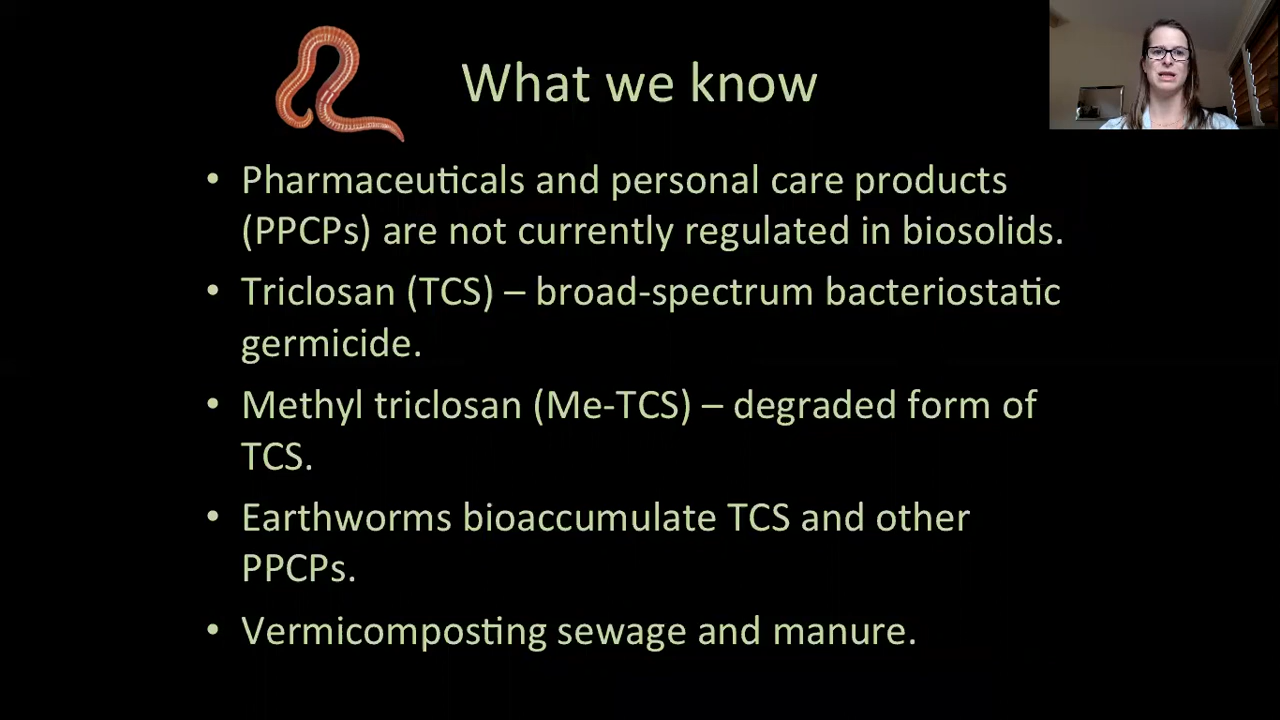 What we know
• Pharmaceuticals and personal care products
(PPCPs) are not currently regulated in biosolids.
• Triclosan (TCS) – broad-spectrum bacteriostatic
germicide.
• Methyl triclosan (Me-TCS) – degraded form of
TCS.
• Earthworms bioaccumulate TCS and other
PPCPs.
• Vermicomposting sewage and manure.